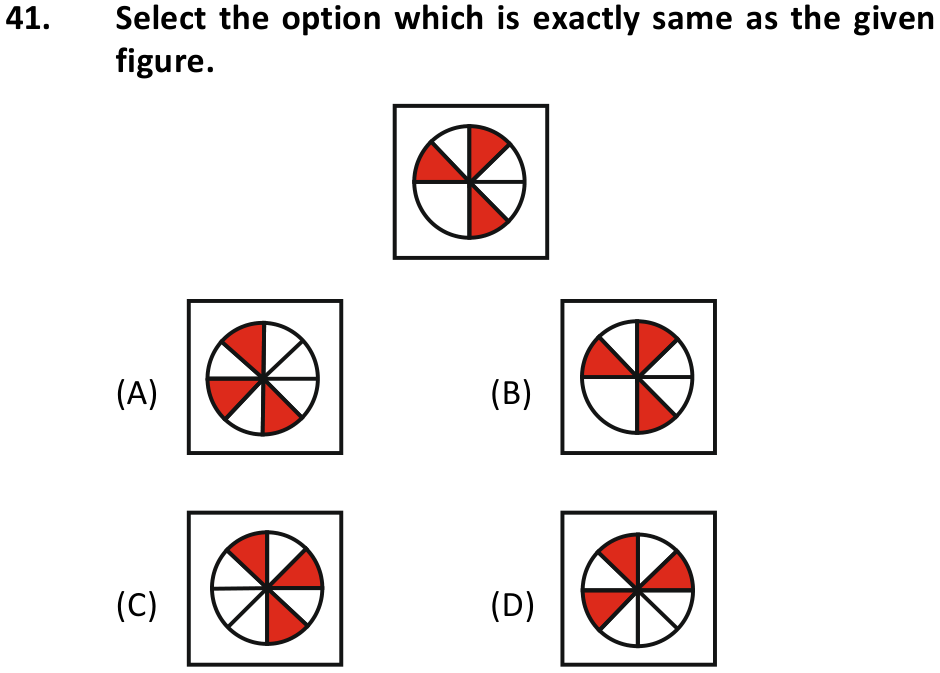 41. Select the option which is exactly same as the given
figure.
(A)
(B)
(C)
(D)